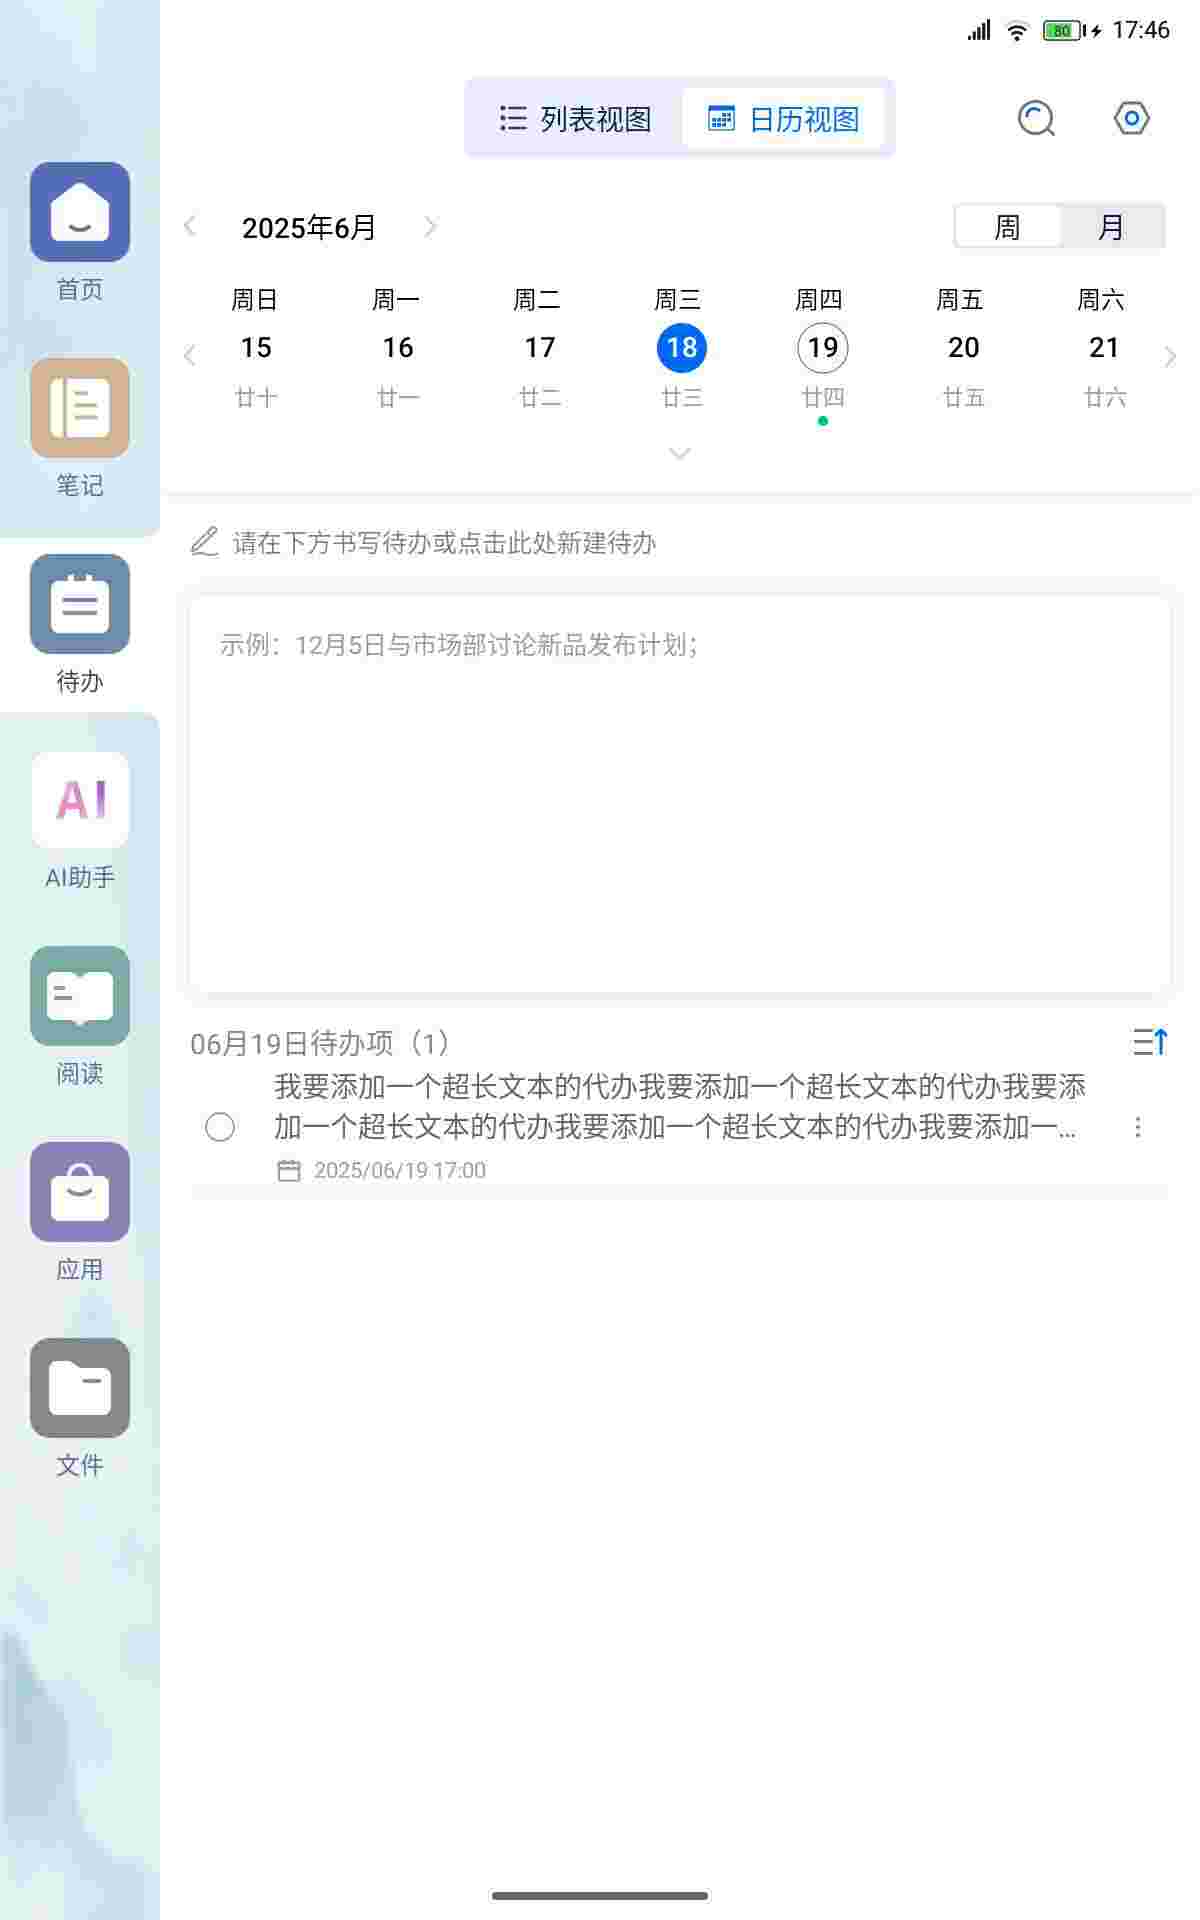 80 17:46
列表视图 日历视图
首页
笔记
待办
AI
AI助手
阅读
应用
文件
2025年6月
周 月
周日 周一 周二 周三 周四 周五 周六
15 16 17 18 19 20 21
廿十 廿一 廿二 廿三 廿四 廿五 廿六
请在下方书写待办或点击此处新建待办
示例：12月5日与市场部讨论新品发布计划；
06月19日待办项（1）
我要添加一个超长文本的代办我要添加一个超长文本的代办我要添
加一个超长文本的代办我要添加一个超长文本的代办我要添加一...
2025/06/19 17:00